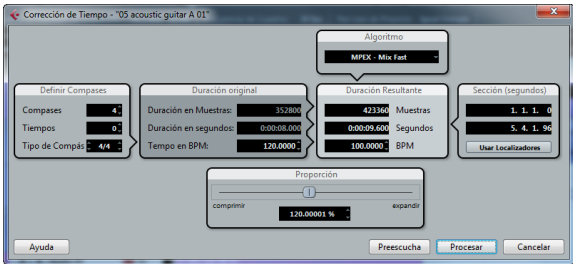 Corrección de Tiempo - "05 acoustic guitar A 01"
Algoritmo
MPEX - Mix Fast
Definir Compases
Compases 4
Tiempos 0
Tipo de Compás 4/4
Duración original
Duración en Muestras: 352800
Duración en segundos: 0:00:08.000
Tempo en BPM: 120.0000
Duración Resultante
423360 Muestras
0:00:09.600 Segundos
100.0000 BPM
Sección (segundos)
1. 1. 1. 0
5. 4. 1. 96
Usar Localizadores
Proporción
comprimir expandir
120.00001 %
Ayuda Preescucha Procesar Cancelar